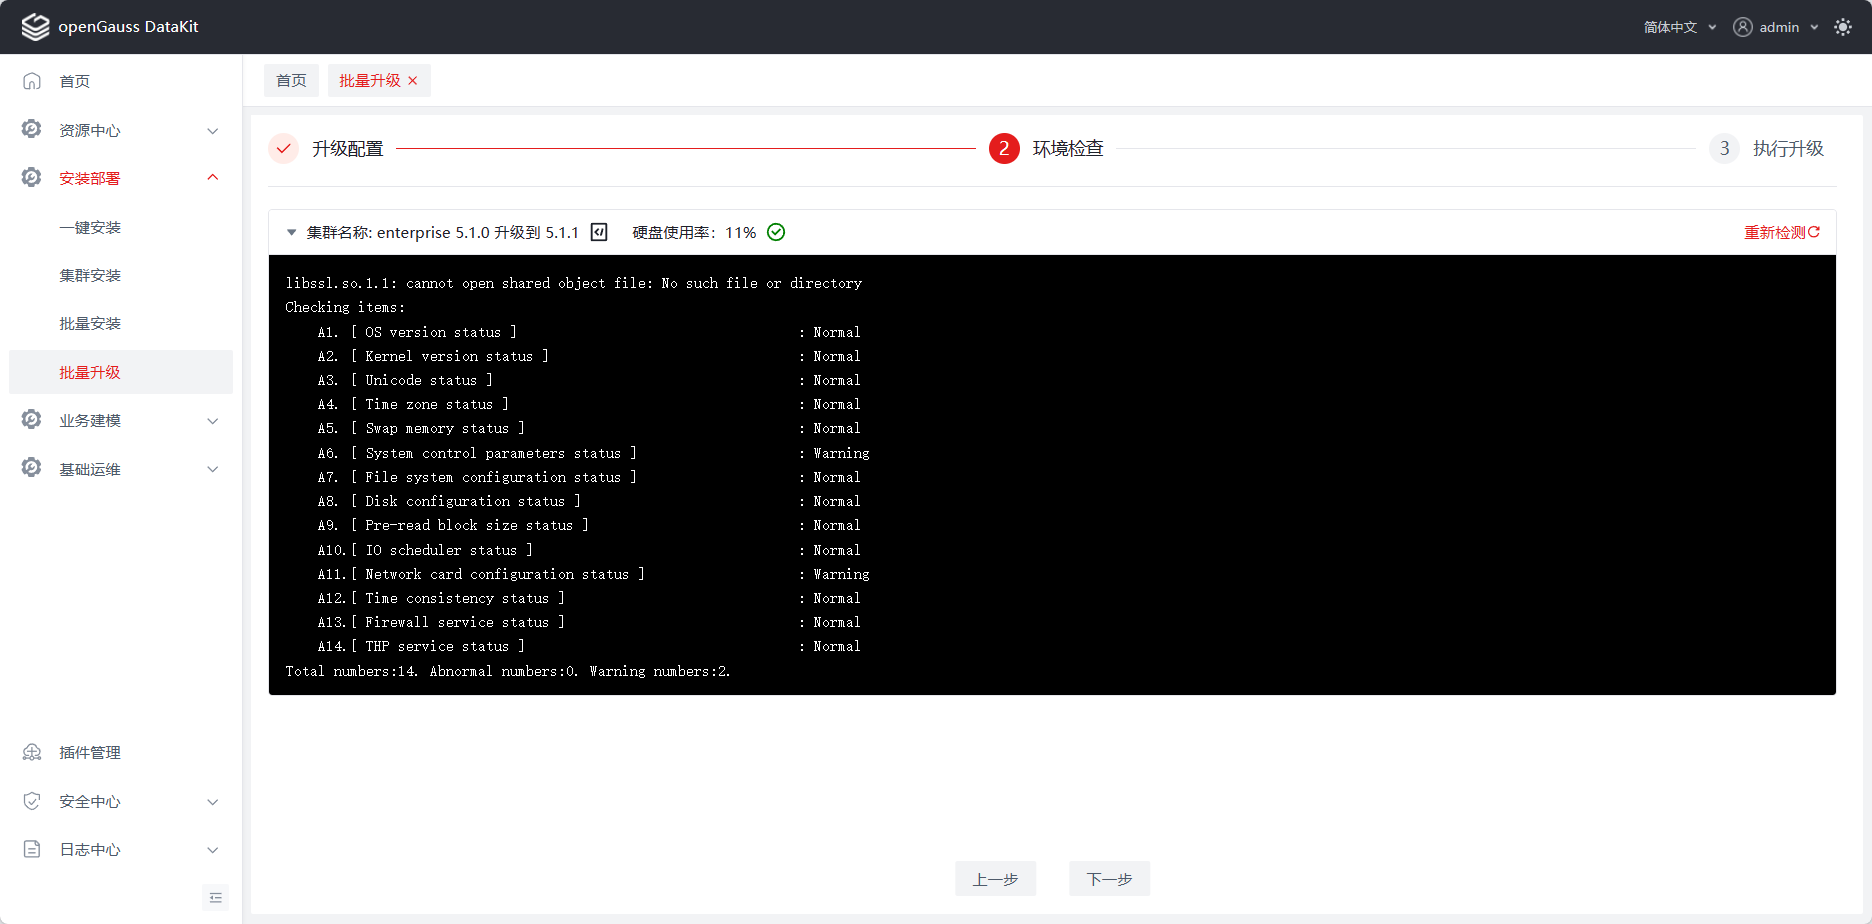 openGauss DataKit
简体中文
admin
首页
资源中心
安装部署
一键安装
集群安装
批量安装
批量升级
业务建模
基础运维
插件管理
安全中心
日志中心
首页
批量升级
升级配置
2 环境检查
3 执行升级
集群名称: enterprise 5.1.0 升级到 5.1.1 硬盘使用率：11%
重新检测
libssl.so.1.1: cannot open shared object file: No such file or directory
Checking items:
A1. [ OS version status ] : Normal
A2. [ Kernel version status ] : Normal
A3. [ Unicode status ] : Normal
A4. [ Time zone status ] : Normal
A5. [ Swap memory status ] : Normal
A6. [ System control parameters status ] : Warning
A7. [ File system configuration status ] : Normal
A8. [ Disk configuration status ] : Normal
A9. [ Pre-read block size status ] : Normal
A10.[ IO scheduler status ] : Normal
A11.[ Network card configuration status ] : Warning
A12.[ Time consistency status ] : Normal
A13.[ Firewall service status ] : Normal
A14.[ THP service status ] : Normal
Total numbers:14. Abnormal numbers:0. Warning numbers:2.
上一步
下一步